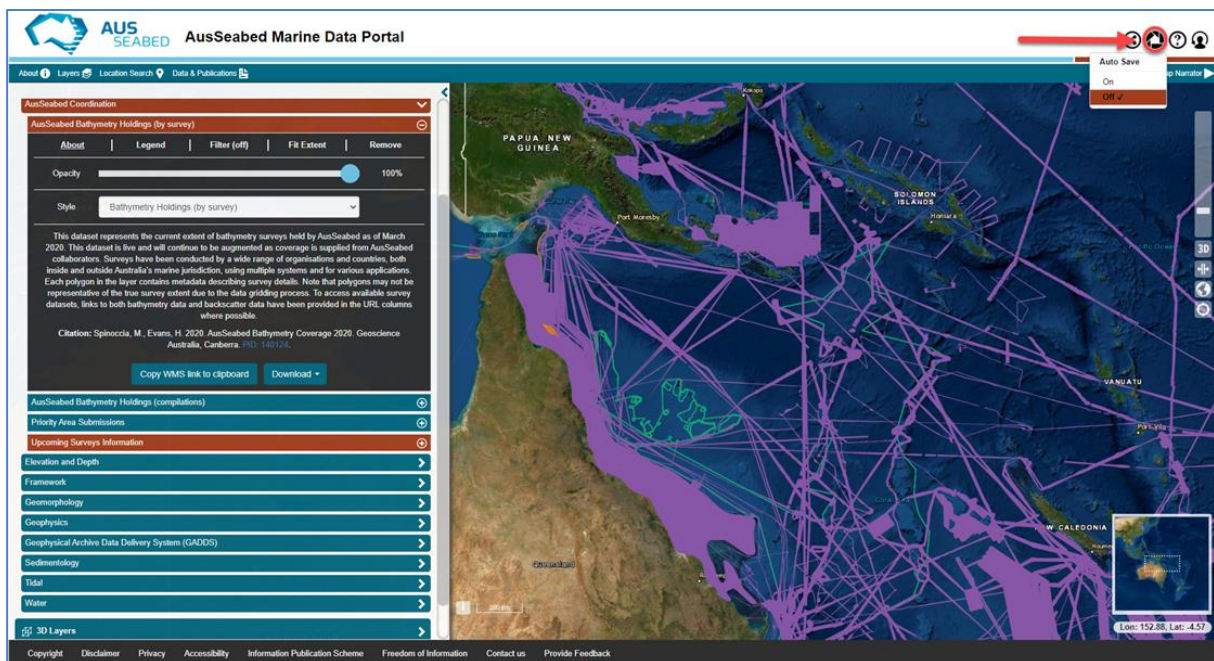 AUS
SEABED
AusSeabed Marine Data Portal
Auto Save
On
Off ✓
About Layers Location Search Data & Publications
Narrator
AusSeabed Coordination
AusSeabed Bathymetry Holdings (by survey)
About | Legend | Filter (off) | Fit Extent | Remove
Opacity 100%
Style Bathymetry Holdings (by survey)
This dataset represents the current extent of bathymetry surveys held by AusSeabed as of March
2020. This dataset is live and will continue to be augmented as coverage is supplied from AusSeabed
collaborators. Surveys have been conducted by a wide range of organisations and countries, both
inside and outside Australia's marine jurisdiction, using multiple systems and for various applications.
Each polygon in the layer contains metadata describing survey details. Note that polygons may not be
representative of the true survey extent due to the data gridding process. To access available survey
datasets, links to both bathymetry data and backscatter data have been provided in the URL columns
where possible.
Citation: Spinoccia, M., Evans, H. 2020. AusSeabed Bathymetry Coverage 2020. Geoscience
Australia, Canberra. PID: 140124.
Copy WMS link to clipboard Download
AusSeabed Bathymetry Holdings (compilations)
Priority Area Submissions
Upcoming Surveys Information
Elevation and Depth
Framework
Geomorphology
Geophysics
Geophysical Archive Data Delivery System (GADDS)
Sedimentology
Tidal
Water
3D Layers
Kokopo
PAPUA NEW
GUINEA
SOLOMON
ISLANDS
Port Moresby
Honiara
3D
VANUATU
Port Vila
Coral Sea
W CALEDONIA
Queensland
200 km
Lon: 152.88, Lat: -4.57
Copyright Disclaimer Privacy Accessibility Information Publication Scheme Freedom of Information Contact us Provide Feedback